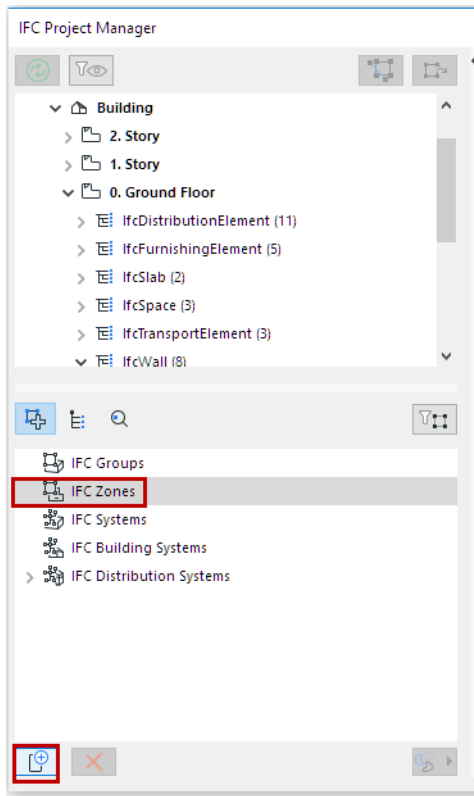 IFC Project Manager
Building
2. Story
1. Story
0. Ground Floor
IfcDistributionElement (11)
IfcFurnishingElement (5)
IfcSlab (2)
IfcSpace (3)
IfcTransportElement (3)
IfcWall (8)
IFC Groups
IFC Zones
IFC Systems
IFC Building Systems
IFC Distribution Systems